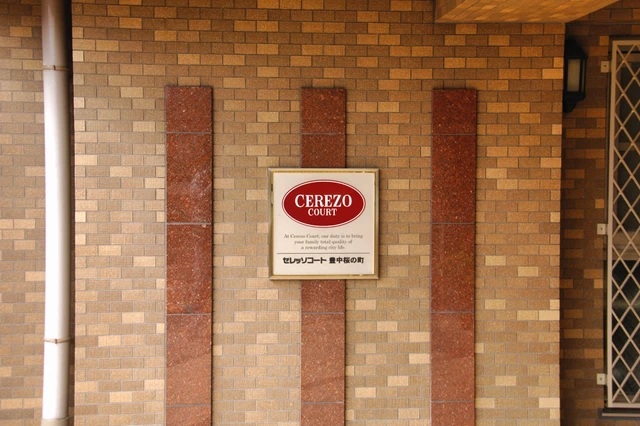 CEREZO
COURT
At Cerezo Court, our duty is to bring
your family total quality of
a rewarding city life.
セレッソコート 豊中桜の町